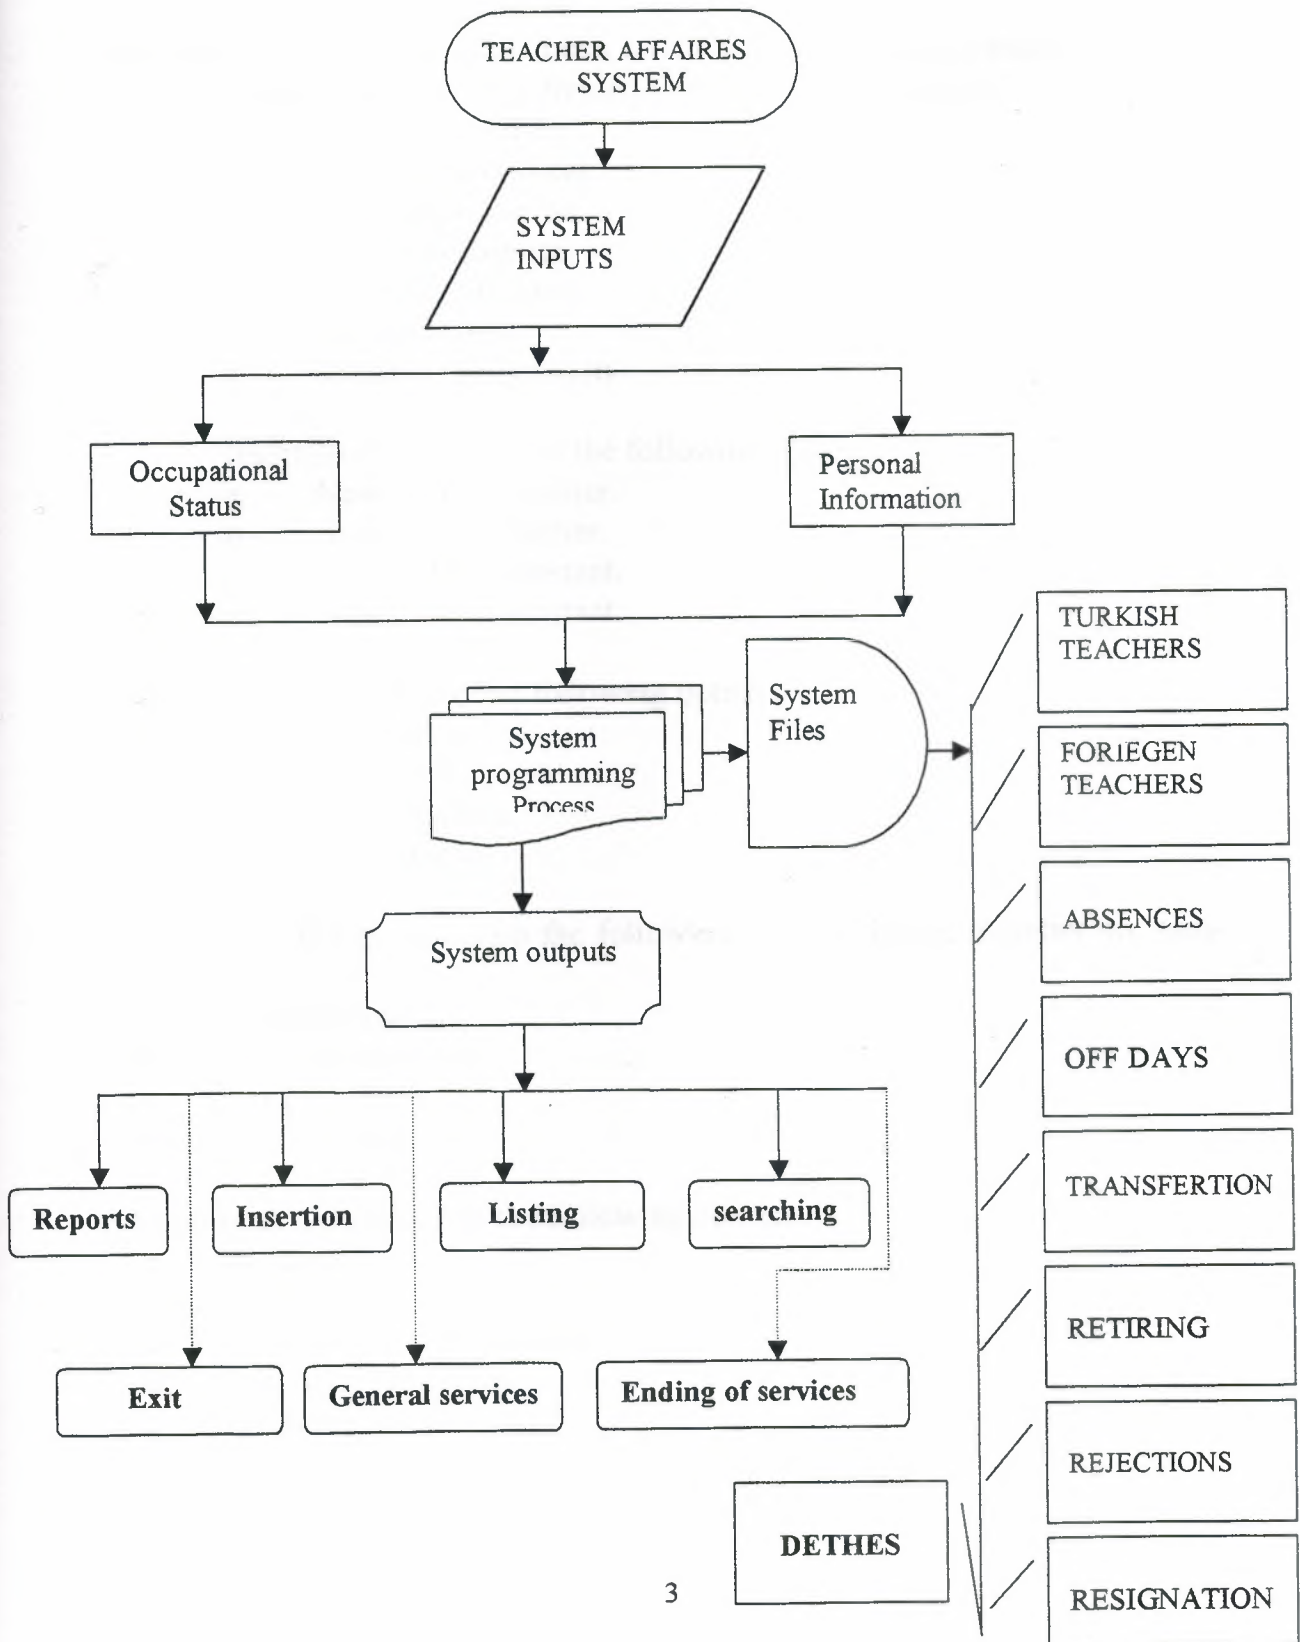 TEACHER AFFAIRES
SYSTEM
SYSTEM
INPUTS
Occupational
Status
Personal
Information
System
programming
Process
System
Files
TURKISH
TEACHERS
FORIEGEN
TEACHERS
ABSENCES
OFF DAYS
TRANSFERTION
RETIRING
REJECTIONS
RESIGNATION
DETHES
System outputs
Reports
Insertion
Listing
searching
Exit
General services
Ending of services
3